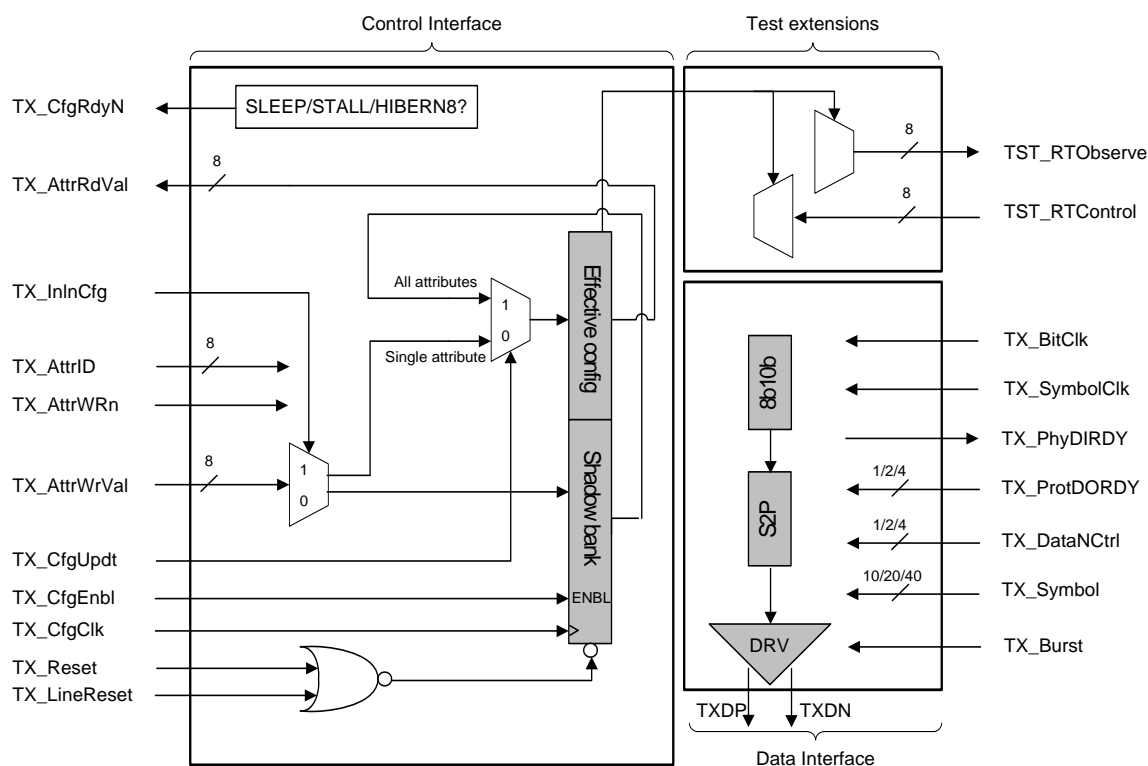 Control Interface
Test extensions
TX_CfgRdyN
SLEEP/STALL/HIBERN8?
8
TX_AttrRdVal
8
TST_RTObserve
8
TST_RTControl
TX_InlnCfg
All attributes
1
0
Single attribute
Effective config
8
TX_AttrID
TX_AttrWRn
8
TX_AttrWrVal
1
0
Shadow bank
TX_CfgUpdt
TX_CfgEnbl
ENBL
TX_CfgClk
TX_Reset
TX_LineReset
8b10b
S2P
DRV
TX_BitClk
TX_SymbolClk
TX_PhyDIRDY
1/2/4
TX_ProtDORDY
1/2/4
TX_DataNCtrl
10/20/40
TX_Symbol
TX_Burst
TXDP
TXDN
Data Interface